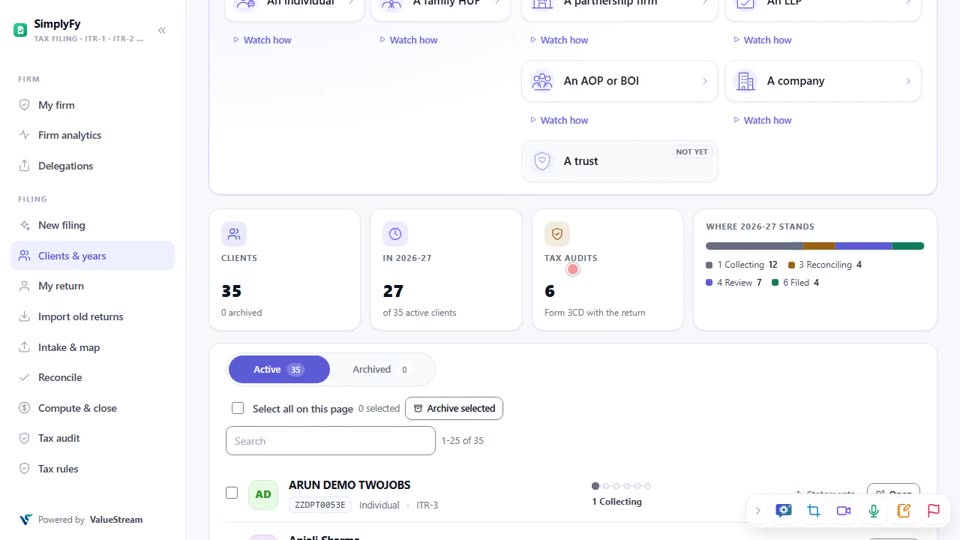 SimplyFy
TAX FILING · ITR-1 · ITR-2 ...
FIRM
My firm
Firm analytics
Delegations
FILING
New filing
Clients & years
My return
Import old returns
Intake & map
Reconcile
Compute & close
Tax audit
Tax rules
Powered by ValueStream
An individual
A family HUF
A partnership firm
An LLP
Watch how
Watch how
Watch how
Watch how
An AOP or BOI
A company
Watch how
Watch how
A trust
NOT YET
CLIENTS
35
0 archived
IN 2026-27
27
of 35 active clients
TAX AUDITS
6
Form 3CD with the return
WHERE 2026-27 STANDS
1 Collecting 12
3 Reconciling 4
4 Review 7
6 Filed 4
Active 35
Archived 0
Select all on this page 0 selected Archive selected
Search
1-25 of 35
AD
ARUN DEMO TWOJOBS
ZZDPT0053E Individual · ITR-3
1 Collecting
Statements
Open
Anjali Sharma